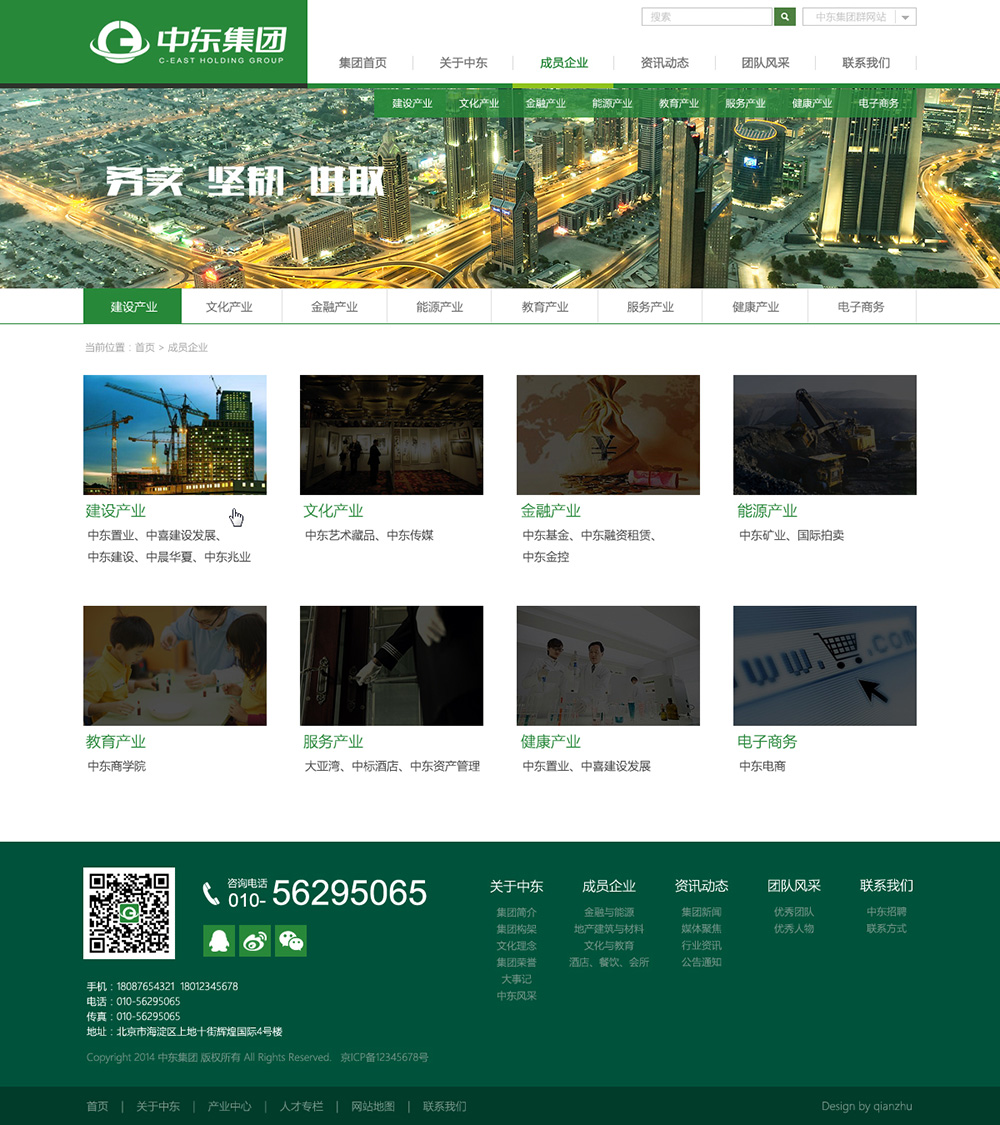 搜索
中东集团群网站
中东集团
C-EAST HOLDING GROUP
集团首页 关于中东 成员企业 资讯动态 团队风采 联系我们
建设产业 文化产业 金融产业 能源产业 教育产业 服务产业 健康产业 电子商务
务实 坚韧 进取
建设产业 文化产业 金融产业 能源产业 教育产业 服务产业 健康产业 电子商务
当前位置：首页 > 成员企业
建设产业
中东置业、中喜建设发展、
中东建设、中晨华夏、中东兆业
文化产业
中东艺术藏品、中东传媒
金融产业
中东基金、中东融资租赁、
中东金控
能源产业
中东矿业、国际拍卖
www.com
教育产业
中东商学院
服务产业
大亚湾、中标酒店、中东资产管理
健康产业
中东置业、中喜建设发展
电子商务
中东电商
咨询电话
010-56295065
手机：18087654321 18012345678
电话：010-56295065
传真：010-56295065
地址：北京市海淀区上地十街辉煌国际4号楼
Copyright 2014 中东集团 版权所有 All Rights Reserved. 京ICP备12345678号
关于中东
集团简介
集团构架
文化理念
集团荣誉
大事记
中东风采
成员企业
金融与能源
地产建筑与材料
文化与教育
酒店、餐饮、会所
资讯动态
集团新闻
媒体聚焦
行业资讯
公告通知
团队风采
优秀团队
优秀人物
联系我们
中东招聘
联系方式
首页 | 关于中东 | 产业中心 | 人才专栏 | 网站地图 | 联系我们
Design by qianzhu